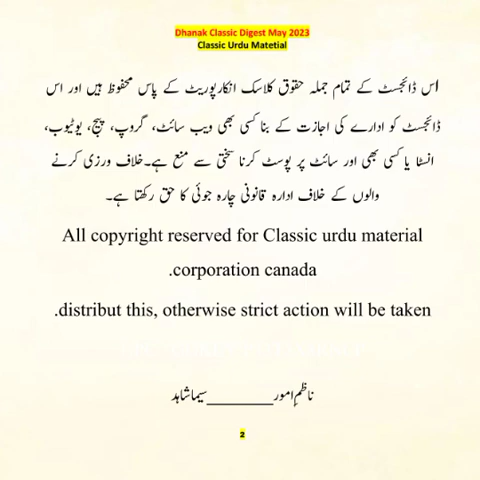 Dhanak Classic Digest May 2023
Classic Urdu Matetial
اس ڈائجسٹ کے تمام جملہ حقوق کلاسک انکارپوریٹ کے پاس محفوظ ہیں اور اس
ڈائجسٹ کو ادارے کی اجازت کے بنا کسی بھی ویب سائٹ، گروپ، پیج، یوٹیوب،
انسٹا یا کسی بھی اور سائٹ پر پوسٹ کرنا سختی سے منع ہے۔خلاف ورزی کرنے
والوں کے خلاف ادارہ قانونی چارہ جوئی کا حق رکھتا ہے۔
All copyright reserved for Classic urdu material
.corporation canada
.distribut this, otherwise strict action will be taken
ناظمِ امور_________سیما شاہد
2